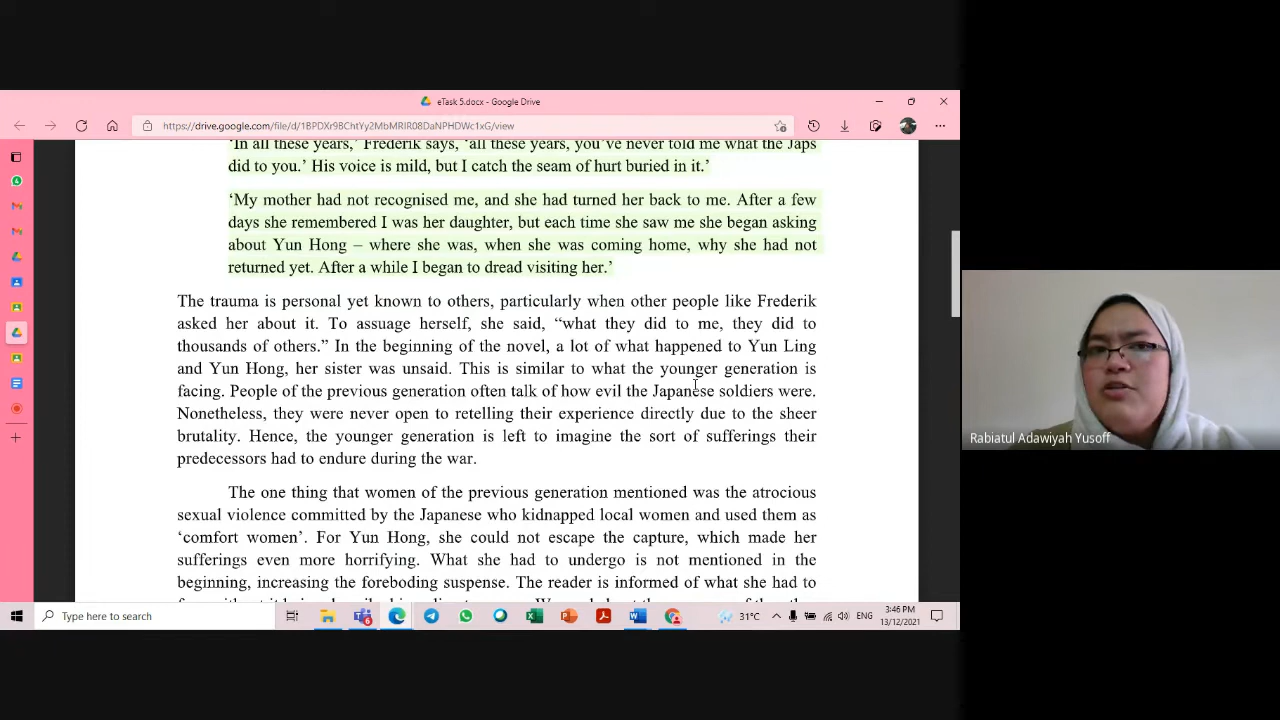 eTask 5.docx - Google Drive
https://drive.google.com/file/d/1BPDXr9BChtYy2MbMRIR08DaNPHDWc1xG/view
'In all these years,' Frederik says, 'all these years, you've never told me what the Japs
did to you.' His voice is mild, but I catch the seam of hurt buried in it.'
'My mother had not recognised me, and she had turned her back to me. After a few
days she remembered I was her daughter, but each time she saw me she began asking
about Yun Hong – where she was, when she was coming home, why she had not
returned yet. After a while I began to dread visiting her.'
The trauma is personal yet known to others, particularly when other people like Frederik
asked her about it. To assuage herself, she said, “what they did to me, they did to
thousands of others.” In the beginning of the novel, a lot of what happened to Yun Ling
and Yun Hong, her sister was unsaid. This is similar to what the younger generation is
facing. People of the previous generation often talk of how evil the Japanese soldiers were.
Nonetheless, they were never open to retelling their experience directly due to the sheer
brutality. Hence, the younger generation is left to imagine the sort of sufferings their
predecessors had to endure during the war.
The one thing that women of the previous generation mentioned was the atrocious
sexual violence committed by the Japanese who kidnapped local women and used them as
‘comfort women’. For Yun Hong, she could not escape the capture, which made her
sufferings even more horrifying. What she had to undergo is not mentioned in the
beginning, increasing the foreboding suspense. The reader is informed of what she had to
Rabiatul Adawiyah Yusoff
Type here to search
31°C
ENG
3:46 PM
13/12/2021